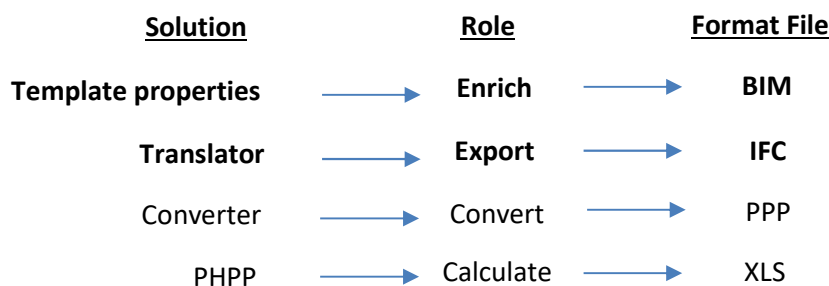 Solution Role Format File
Template properties Enrich BIM
Translator Export IFC
Converter Convert PPP
PHPP Calculate XLS